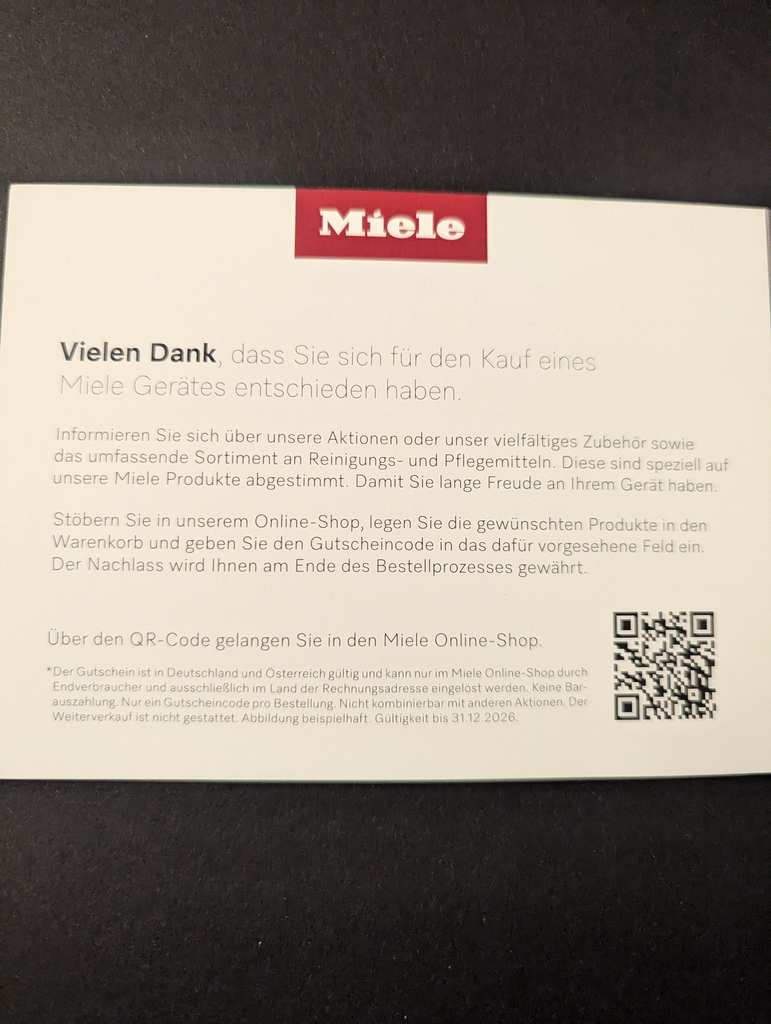 Miele
Vielen Dank, dass Sie sich für den Kauf eines
Miele Gerätes entschieden haben.
Informieren Sie sich über unsere Aktionen oder unser vielfältiges Zubehör sowie
das umfassende Sortiment an Reinigungs- und Pflegemitteln. Diese sind speziell auf
unsere Miele Produkte abgestimmt. Damit Sie lange Freude an Ihrem Gerät haben.
Stöbern Sie in unserem Online-Shop, legen Sie die gewünschten Produkte in den
Warenkorb und geben Sie den Gutscheincode in das dafür vorgesehene Feld ein.
Der Nachlass wird Ihnen am Ende des Bestellprozesses gewährt.
Über den QR-Code gelangen Sie in den Miele Online-Shop.
*Der Gutschein ist in Deutschland und Österreich gültig und kann nur im Miele Online-Shop durch
Endverbraucher und ausschließlich im Land der Rechnungsadresse eingelöst werden. Keine Bar-
auszahlung. Nur ein Gutscheincode pro Bestellung. Nicht kombinierbar mit anderen Aktionen. Der
Weiterverkauf ist nicht gestattet. Abbildung beispielhaft. Gültigkeit bis 31.12.2026.